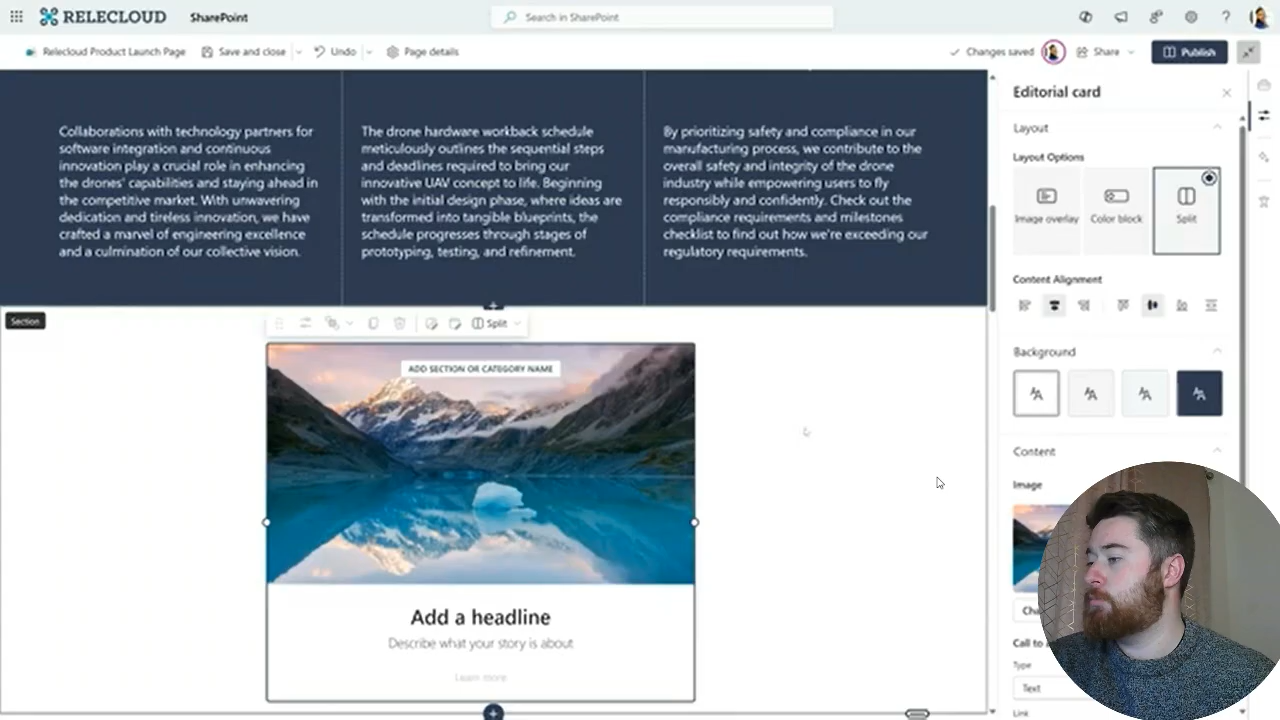 RELECLOUD
SharePoint
Search in SharePoint
?
Relecloud Product Launch Page
Save and close
Undo
Page details
Changes saved
Share
Publish
Collaborations with technology partners for
software integration and continuous
innovation play a crucial role in enhancing
the drones' capabilities and staying ahead in
the competitive market. With unwavering
dedication and tireless innovation, we have
crafted a marvel of engineering excellence
and a culmination of our collective vision.
The drone hardware workback schedule
meticulously outlines the sequential steps
and deadlines required to bring our
innovative UAV concept to life. Beginning
with the initial design phase, where ideas are
transformed into tangible blueprints, the
schedule progresses through stages of
prototyping, testing, and refinement.
By prioritizing safety and compliance in our
manufacturing process, we contribute to the
overall safety and integrity of the drone
industry while empowering users to fly
responsibly and confidently. Check out the
compliance requirements and milestones
checklist to find out how we're exceeding our
regulatory requirements.
Section
Split
ADD SECTION OR CATEGORY NAME
Add a headline
Describe what your story is about
Learn more
Editorial card
Layout
Layout Options
Image overlay
Color block
Split
Content Alignment
Background
Content
Image
Type
Text
Link